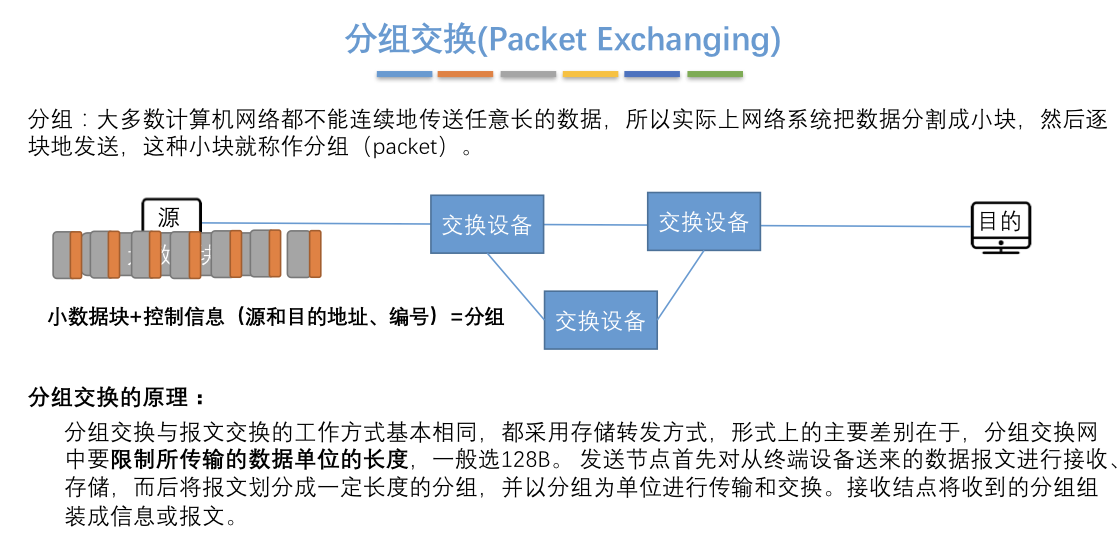 分组交换(Packet Exchanging)
分组：大多数计算机网络都不能连续地传送任意长的数据，所以实际上网络系统把数据分割成小块，然后逐
块地发送，这种小块就称作分组（packet）。
源
交换设备
交换设备
目的
交换设备
小数据块+控制信息（源和目的地址、编号）=分组
分组交换的原理：
分组交换与报文交换的工作方式基本相同，都采用存储转发方式，形式上的主要差别在于，分组交换网
中要限制所传输的数据单位的长度，一般选128B。 发送节点首先对从终端设备送来的数据报文进行接收、
存储，而后将报文划分成一定长度的分组，并以分组为单位进行传输和交换。接收结点将收到的分组组
装成信息或报文。